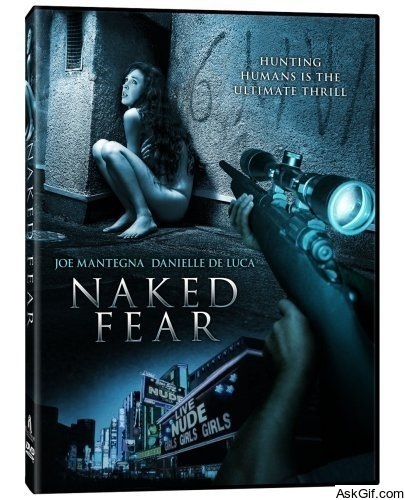 HUNTING
HUMANS IS THE
ULTIMATE THRILL
JOE MANTEGNA DANIELLE DE LUCA
NAKED
FEAR
NAKED FEAR
NUDE
LIVE
NUDE
GIRLS GIRLS GIRLS
DVD
AskGif.com